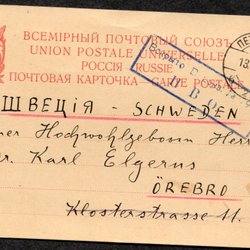 ВСЕМІРНЫЙ ПОЧТОВЫЙ СОЮЗЪ
UNION POSTALE UNIVERSELLE
РОССІЯ RUSSIE
ПОЧТОВАЯ КАРТОЧКА — CARTE POSTALE
ШВЕЦІЯ - SCHWEDEN
Hochwohlgeborn Herr
Karl Elgerus
ÖREBRO
Klosterstrasse 11.